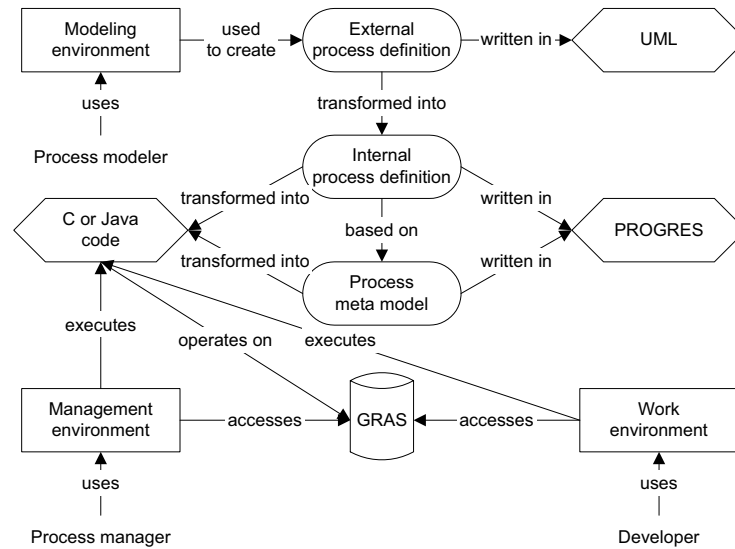 Modeling
environment
used
to create
External
process definition
written in
UML
uses
transformed into
Process modeler
Internal
process definition
transformed into
written in
C or Java
code
based on
PROGRES
transformed into
Process
meta model
written in
executes
operates on
executes
Management
environment
accesses
GRAS
accesses
Work
environment
uses
uses
Process manager
Developer